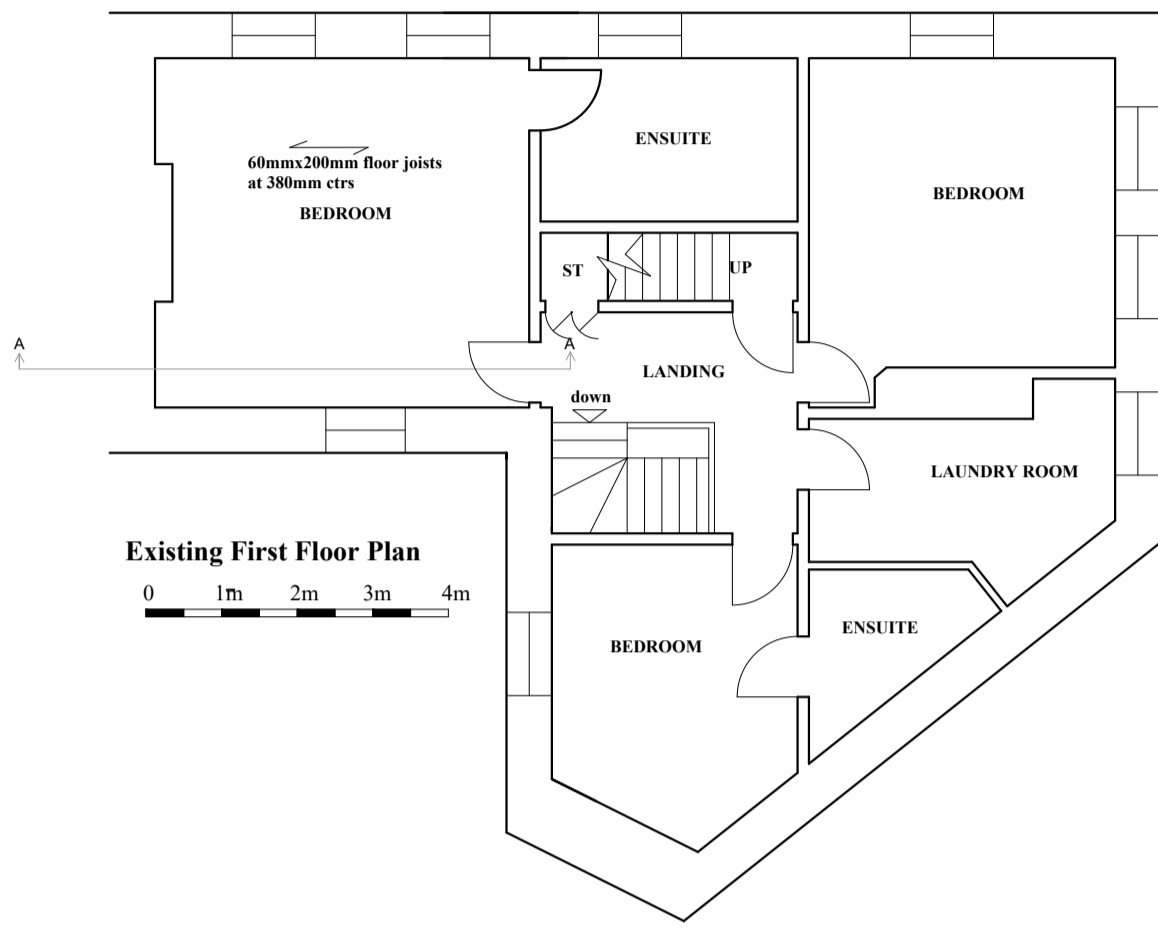 ENSUITE
60mmx200mm floor joists
at 380mm ctrs
BEDROOM
BEDROOM
ST
UP
A
A
LANDING
down
LAUNDRY ROOM
Existing First Floor Plan
0 1m 2m 3m 4m
BEDROOM
ENSUITE